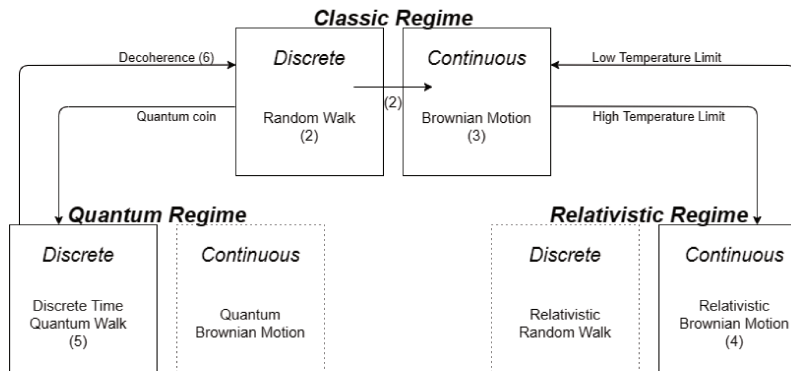 Classic Regime
Decoherence (6)
Discrete
Continuous
Low Temperature Limit
(2)
Quantum coin
Random Walk
(2)
Brownian Motion
(3)
High Temperature Limit
Quantum Regime
Relativistic Regime
Discrete
Continuous
Discrete
Continuous
Discrete Time
Quantum Walk
(5)
Quantum
Brownian Motion
Relativistic
Random Walk
Relativistic
Brownian Motion
(4)